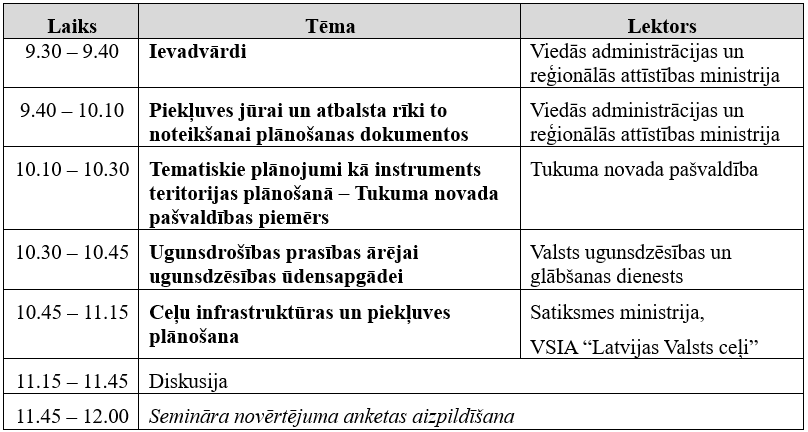 Laiks Tēma Lektors
9.30 – 9.40 Ievadvārdi Viedās administrācijas un
reģionālās attīstības ministrija
9.40 – 10.10 Piekļuves jūrai un atbalsta rīki to Viedās administrācijas un
noteikšanai plānošanas dokumentos reģionālās attīstības ministrija
10.10 – 10.30 Tematiskie plānojumi kā instruments Tukuma novada pašvaldība
teritorijas plānošanā – Tukuma novada
pašvaldības piemērs
10.30 – 10.45 Ugunsdrošības prasības ārējai Valsts ugunsdzēsības un
ugunsdzēsības ūdensapgādei glābšanas dienests
10.45 – 11.15 Ceļu infrastruktūras un piekļuves Satiksmes ministrija,
plānošana VSIA “Latvijas Valsts ceļi”
11.15 – 11.45 Diskusija
11.45 – 12.00 Semināra novērtējuma anketas aizpildīšana